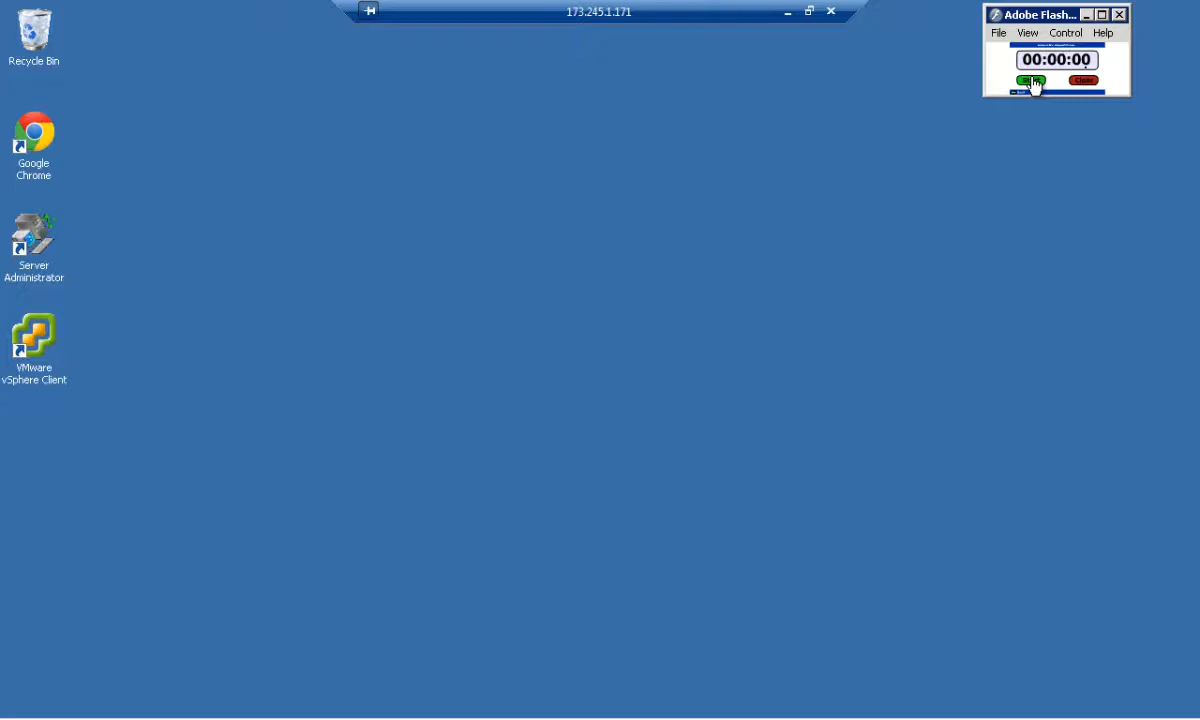 173.245.1.171
Adobe Flash...
File View Control Help
00:00:00
Close
Recycle Bin
Google
Chrome
Server
Administrator
VMware
vSphere Client